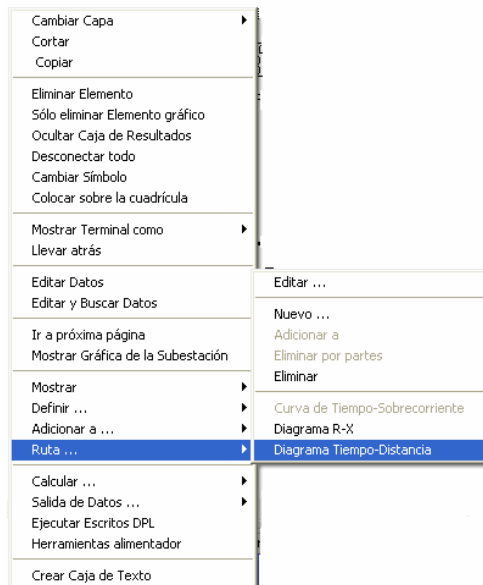 Cambiar Capa
Cortar
Copiar
Eliminar Elemento
Sólo eliminar Elemento gráfico
Ocultar Caja de Resultados
Desconectar todo
Cambiar Símbolo
Colocar sobre la cuadrícula
Mostrar Terminal como
Llevar atrás
Editar Datos
Editar y Buscar Datos
Ir a próxima página
Mostrar Gráfica de la Subestación
Mostrar
Definir ...
Adicionar a ...
Ruta ...
Calcular ...
Salida de Datos ...
Ejecutar Escritos DPL
Herramientas alimentador
Crear Caja de Texto
Editar ...
Nuevo ...
Adicionar a
Eliminar por partes
Eliminar
Curva de Tiempo-Sobrecorriente
Diagrama R-X
Diagrama Tiempo-Distancia